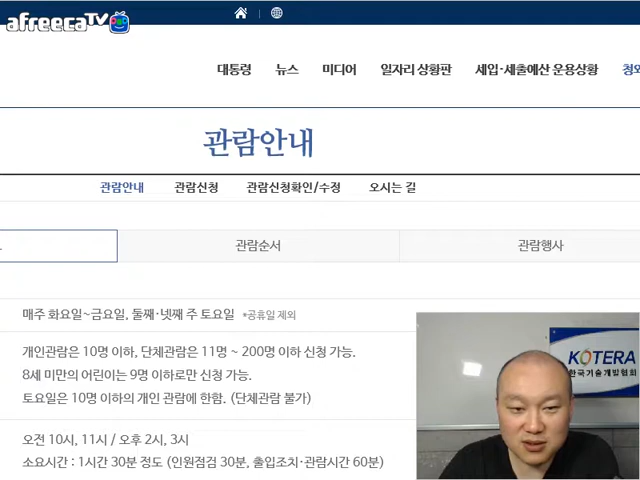 afreecaTV
대통령 뉴스 미디어 일자리 상황판 세입·세출예산 운용상황 청와
관람안내
관람안내 관람신청 관람신청확인/수정 오시는 길
관람순서 관람행사
매주 화요일~금요일, 둘째·넷째 주 토요일 *공휴일 제외
개인관람은 10명 이하, 단체관람은 11명 ~ 200명 이하 신청 가능.
8세 미만의 어린이는 9명 이하로만 신청 가능.
토요일은 10명 이하의 개인 관람에 한함. (단체관람 불가)
오전 10시, 11시 / 오후 2시, 3시
소요시간 : 1시간 30분 정도 (인원점검 30분, 출입조치·관람시간 60분)
KOTERA
한국기술개발협회